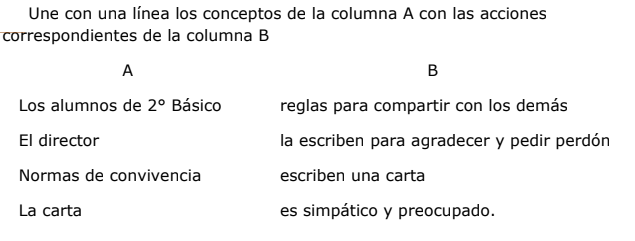 Une con una línea los conceptos de la columna A con las acciones
correspondientes de la columna B
A B
Los alumnos de 2° Básico reglas para compartir con los demás
El director la escriben para agradecer y pedir perdón
Normas de convivencia escriben una carta
La carta es simpático y preocupado.